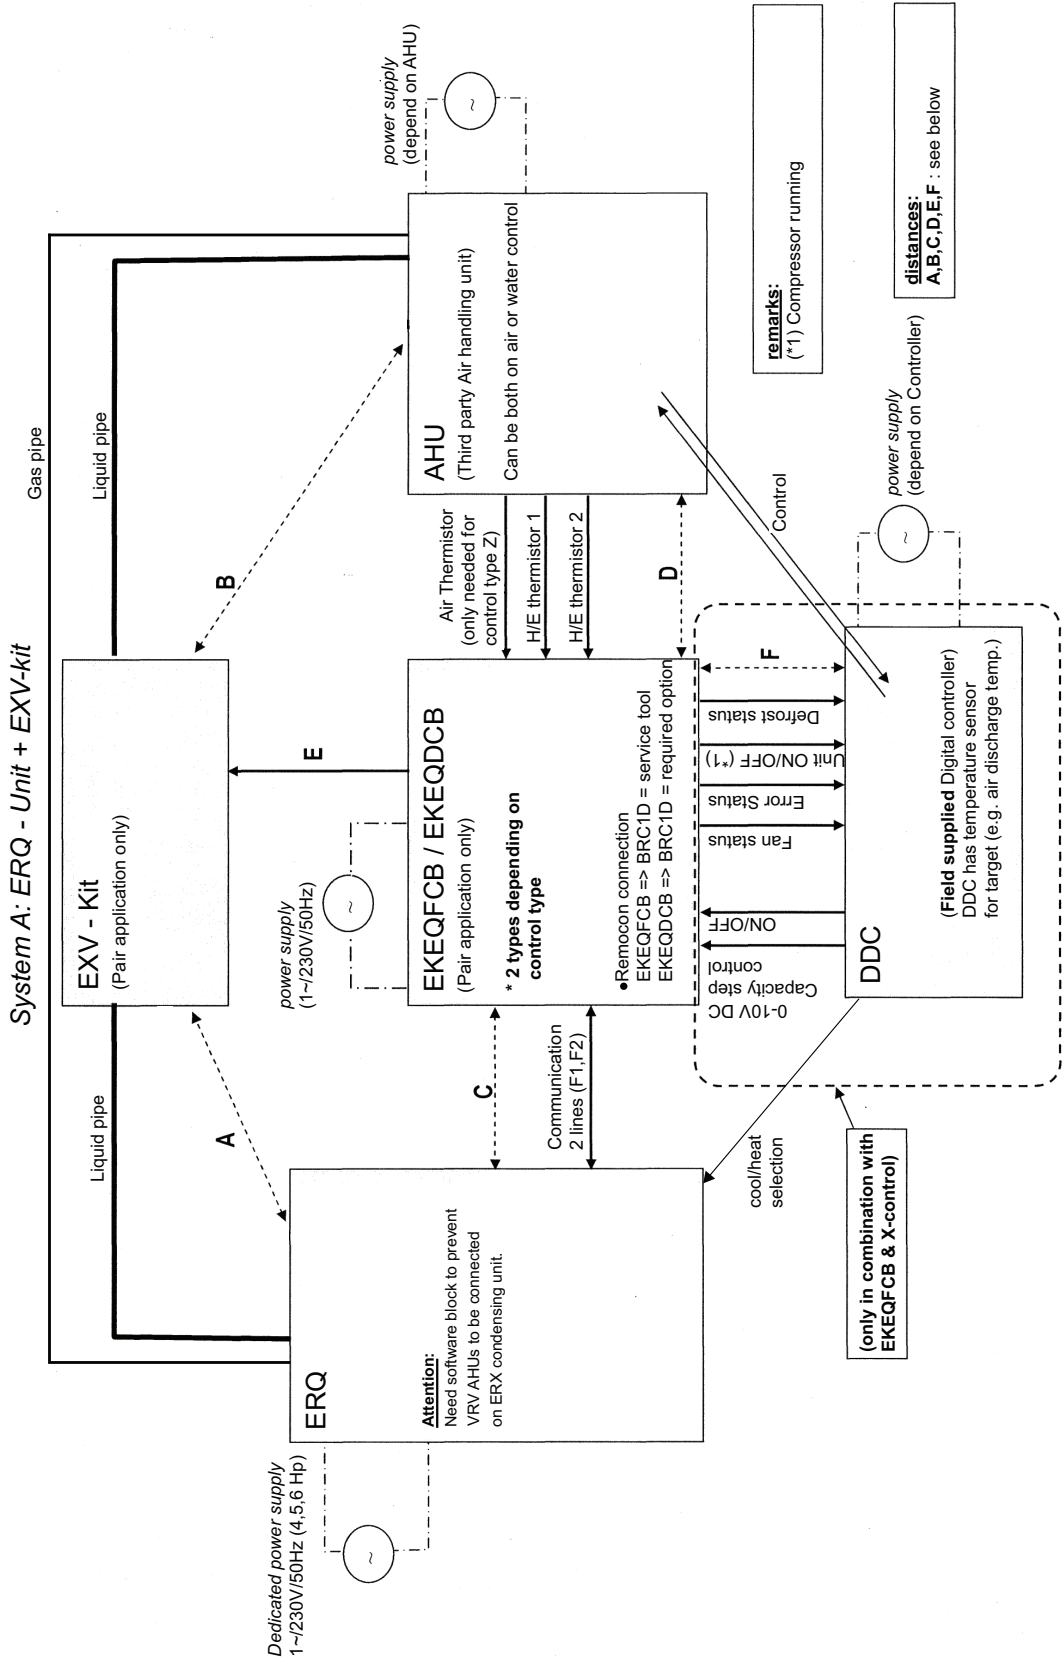 System A: ERQ - Unit + EXV-kit
Gas pipe
Liquid pipe
Liquid pipe
EXV - Kit
(Pair application only)
A
B
E
Dedicated power supply
1~/230V/50Hz (4,5,6 Hp)
~
ERQ
Attention:
Need software block to prevent
VRV AHUs to be connected
on ERX condensing unit.
power supply
(1~/230V/50Hz)
~
C
Communication
2 lines (F1,F2)
EKEQFCB / EKEQDCB
(Pair application only)
* 2 types depending on
control type
●Remocon connection
EKEQFCB => BRC1D = service tool
EKEQDCB => BRC1D = required option
Air Thermistor
(only needed for
control type Z)
H/E thermistor 1
H/E thermistor 2
D
AHU
(Third party Air handling unit)
Can be both on air or water control
power supply
(depend on AHU)
~
cool/heat
selection
0-10V DC
Capacity step
control
ON/OFF
Fan status
Error Status
Unit ON/OFF (*1)
Defrost status
F
Control
DDC
(Field supplied Digital controller)
DDC has temperature sensor
for target (e.g. air discharge temp.)
power supply
(depend on Controller)
~
(only in combination with
EKEQFCB & X-control)
remarks:
(*1) Compressor running
distances:
A,B,C,D,E,F : see below